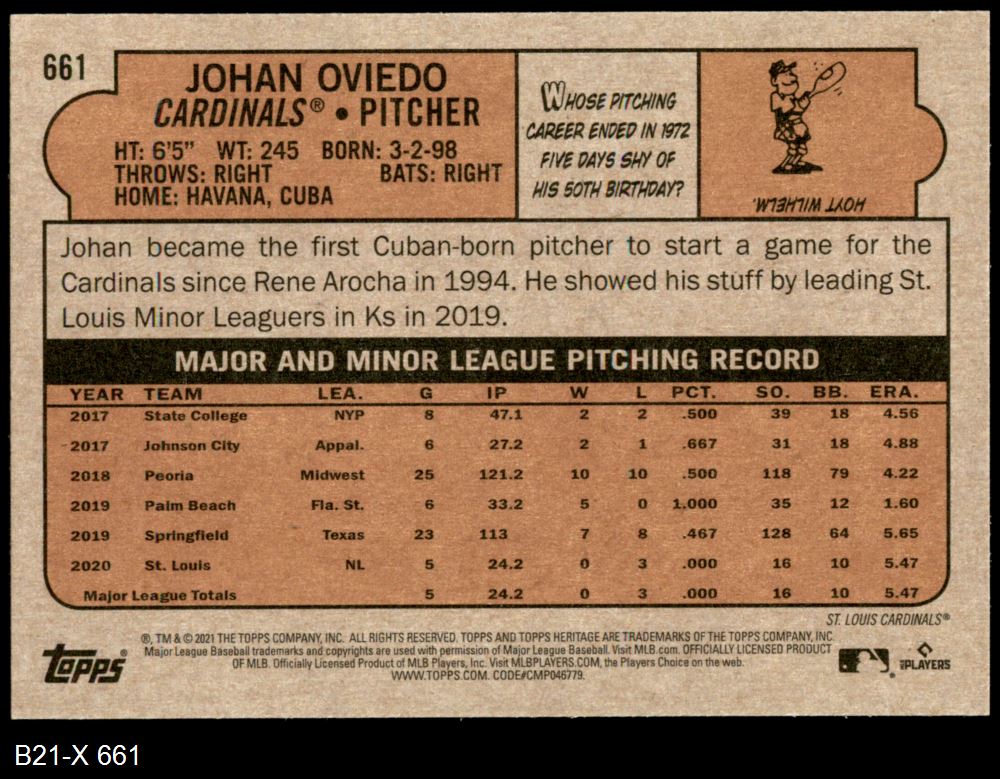 661
JOHAN OVIEDO
CARDINALS® • PITCHER
HT: 6'5" WT: 245 BORN: 3-2-98
THROWS: RIGHT BATS: RIGHT
HOME: HAVANA, CUBA
WHOSE PITCHING
CAREER ENDED IN 1972
FIVE DAYS SHY OF
HIS 50TH BIRTHDAY?
HOYT WILHELM.
Johan became the first Cuban-born pitcher to start a game for the
Cardinals since Rene Arocha in 1994. He showed his stuff by leading St.
Louis Minor Leaguers in Ks in 2019.
MAJOR AND MINOR LEAGUE PITCHING RECORD
YEAR TEAM LEA. G IP W L PCT. SO. BB. ERA.
2017 State College NYP 8 47.1 2 2 .500 39 18 4.56
2017 Johnson City Appal. 6 27.2 2 1 .667 31 18 4.88
2018 Peoria Midwest 25 121.2 10 10 .500 118 79 4.22
2019 Palm Beach Fla. St. 6 33.2 5 0 1.000 35 12 1.60
2019 Springfield Texas 23 113 7 8 .467 128 64 5.65
2020 St. Louis NL 5 24.2 0 3 .000 16 10 5.47
Major League Totals 5 24.2 0 3 .000 16 10 5.47
ST. LOUIS CARDINALS®
®, TM & © 2021 THE TOPPS COMPANY, INC. ALL RIGHTS RESERVED. TOPPS AND TOPPS HERITAGE ARE TRADEMARKS OF THE TOPPS COMPANY, INC.
Major League Baseball trademarks and copyrights are used with permission of Major League Baseball. Visit MLB.com. OFFICIALLY LICENSED PRODUCT
OF MLB. Officially Licensed Product of MLB Players, Inc. Visit MLBPLAYERS.COM, the Players Choice on the web.
WWW.TOPPS.COM. CODE#CMP046779.
topps®
MLB PLAYERS
B21-X 661